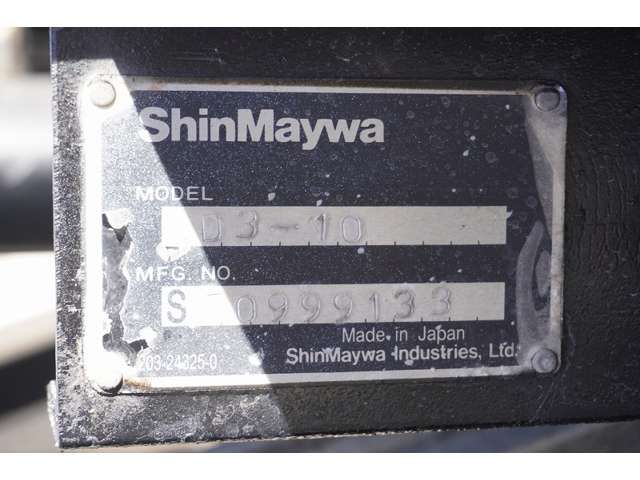 ShinMaywa
MODEL
D3-10
MFG. NO.
S 0999133
Made in Japan
203-24325-0
ShinMaywa Industries, Ltd.